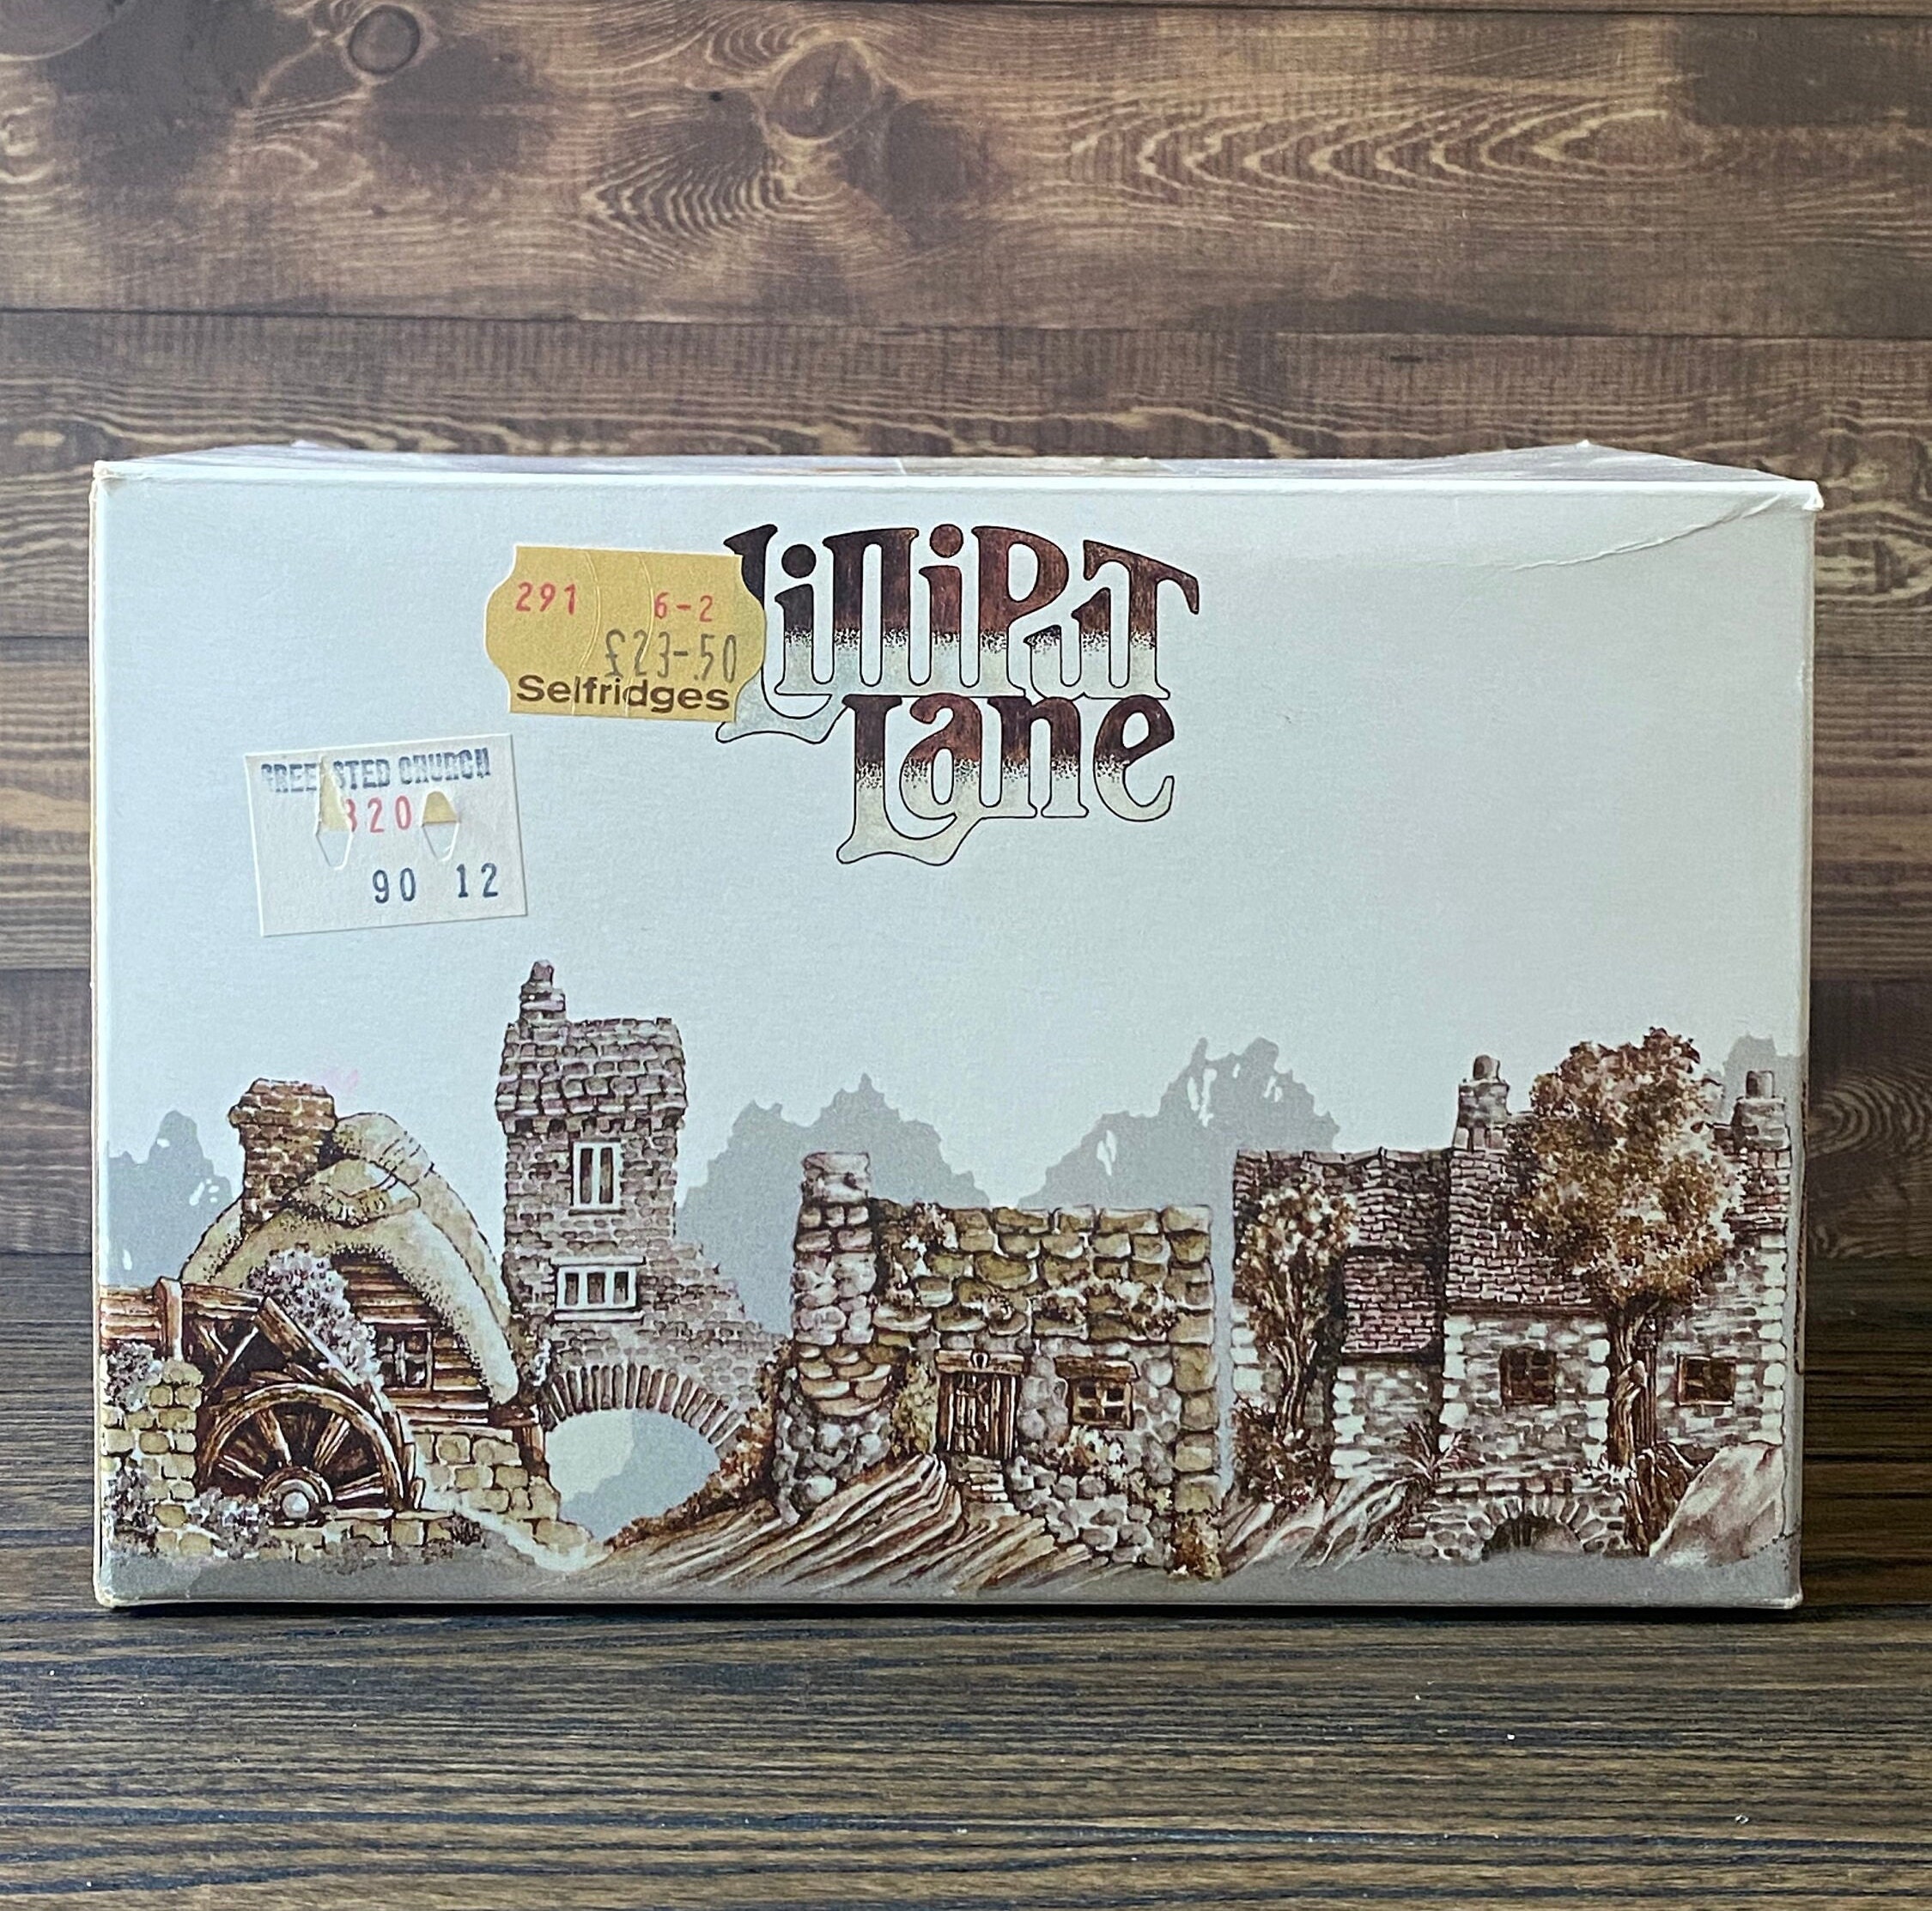 Lilliput
Lane
291 6-2
£23-50
Selfridges
GREENSTED CHURCH
320
90 12